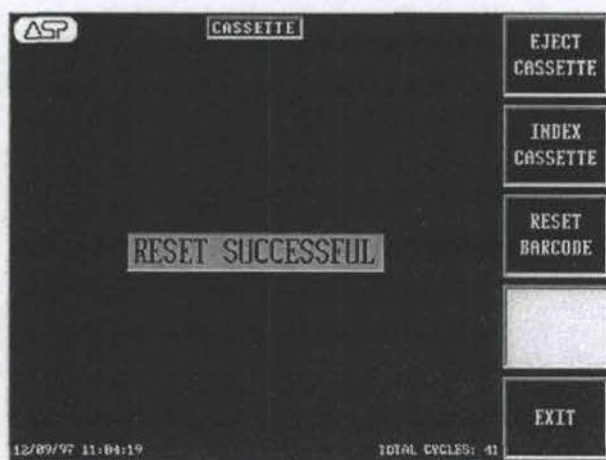 ASP
CASSETTE
EJECT
CASSETTE
INDEX
CASSETTE
RESET
BARCODE
RESET SUCCESSFUL
EXIT
12/09/97 11:04:19
TOTAL CYCLES: 41